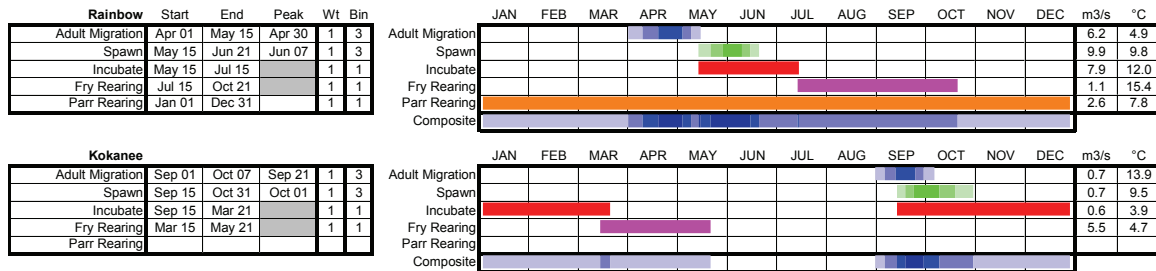 Rainbow Start End Peak Wt Bin JAN FEB MAR APR MAY JUN JUL AUG SEP OCT NOV DEC m3/s °C
Adult Migration Apr 01 May 15 Apr 30 1 3 Adult Migration 6.2 4.9
Spawn May 15 Jun 21 Jun 07 1 3 Spawn 9.9 9.8
Incubate May 15 Jul 15 1 1 Incubate 7.9 12.0
Fry Rearing Jul 15 Oct 21 1 1 Fry Rearing 1.1 15.4
Parr Rearing Jan 01 Dec 31 1 1 Parr Rearing 2.6 7.8
Composite
Kokanee JAN FEB MAR APR MAY JUN JUL AUG SEP OCT NOV DEC m3/s °C
Adult Migration Sep 01 Oct 07 Sep 21 1 3 Adult Migration 0.7 13.9
Spawn Sep 15 Oct 31 Oct 01 1 3 Spawn 0.7 9.5
Incubate Sep 15 Mar 21 1 1 Incubate 0.6 3.9
Fry Rearing Mar 15 May 21 1 1 Fry Rearing 5.5 4.7
Parr Rearing Parr Rearing
Composite